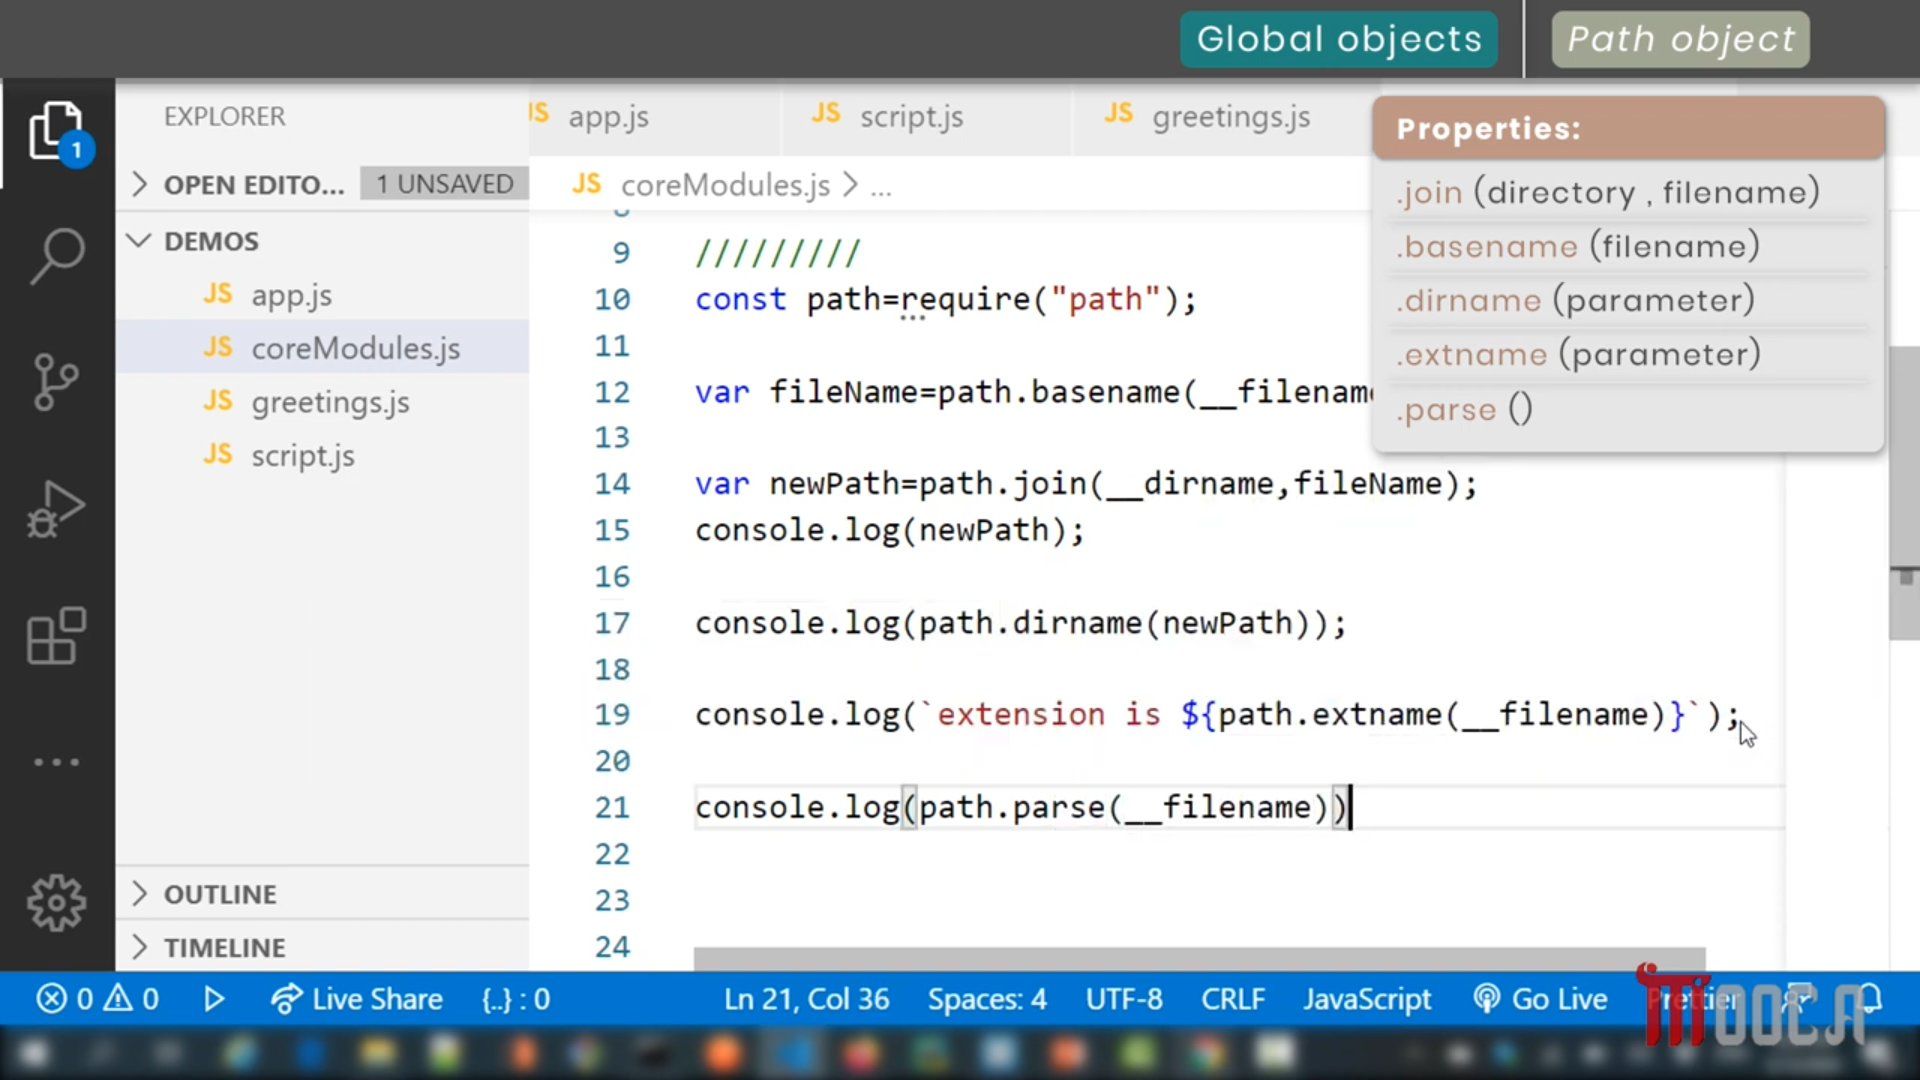 Global objects
Path object
EXPLORER
OPEN EDITO... 1 UNSAVED
DEMOS
JS app.js
JS coreModules.js
JS greetings.js
JS script.js
OUTLINE
TIMELINE
JS app.js
JS script.js
JS greetings.js
JS coreModules.js > ...
9 /////////
10 const path=require("path");
11
12 var fileName=path.basename(__filenam
13
14 var newPath=path.join(__dirname,fileName);
15 console.log(newPath);
16
17 console.log(path.dirname(newPath));
18
19 console.log(`extension is ${path.extname(__filename)}`);
20
21 console.log(path.parse(__filename))
22
23
24
Properties:
.join (directory , filename)
.basename (filename)
.dirname (parameter)
.extname (parameter)
.parse ()
1
0 0 Live Share {..} : 0 Ln 21, Col 36 Spaces: 4 UTF-8 CRLF JavaScript Go Live Prettier
MOOCA